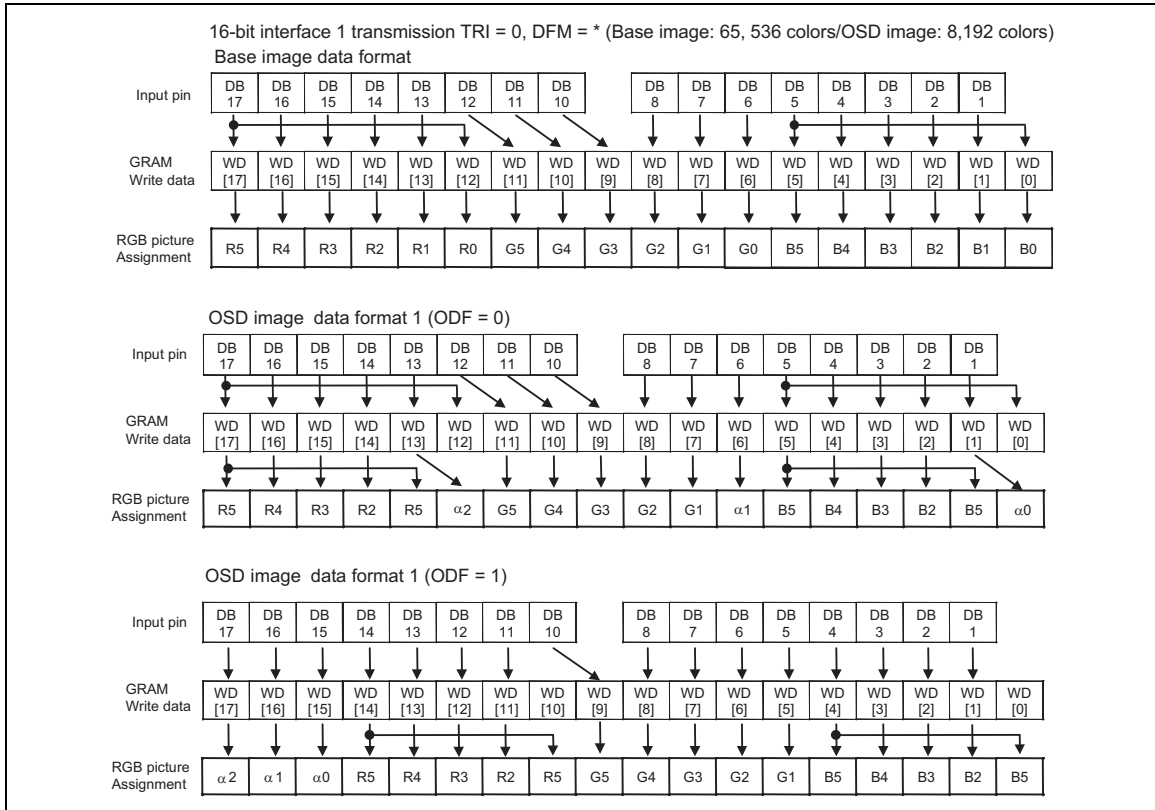 16-bit interface 1 transmission TRI = 0, DFM = * (Base image: 65, 536 colors/OSD image: 8,192 colors)
Base image data format
Input pin DB 17 DB 16 DB 15 DB 14 DB 13 DB 12 DB 11 DB 10 DB 8 DB 7 DB 6 DB 5 DB 4 DB 3 DB 2 DB 1
GRAM Write data WD [17] WD [16] WD [15] WD [14] WD [13] WD [12] WD [11] WD [10] WD [9] WD [8] WD [7] WD [6] WD [5] WD [4] WD [3] WD [2] WD [1] WD [0]
RGB picture Assignment R5 R4 R3 R2 R1 R0 G5 G4 G3 G2 G1 G0 B5 B4 B3 B2 B1 B0
OSD image data format 1 (ODF = 0)
Input pin DB 17 DB 16 DB 15 DB 14 DB 13 DB 12 DB 11 DB 10 DB 8 DB 7 DB 6 DB 5 DB 4 DB 3 DB 2 DB 1
GRAM Write data WD [17] WD [16] WD [15] WD [14] WD [13] WD [12] WD [11] WD [10] WD [9] WD [8] WD [7] WD [6] WD [5] WD [4] WD [3] WD [2] WD [1] WD [0]
RGB picture Assignment R5 R4 R3 R2 R5 α2 G5 G4 G3 G2 G1 α1 B5 B4 B3 B2 B5 α0
OSD image data format 1 (ODF = 1)
Input pin DB 17 DB 16 DB 15 DB 14 DB 13 DB 12 DB 11 DB 10 DB 8 DB 7 DB 6 DB 5 DB 4 DB 3 DB 2 DB 1
GRAM Write data WD [17] WD [16] WD [15] WD [14] WD [13] WD [12] WD [11] WD [10] WD [9] WD [8] WD [7] WD [6] WD [5] WD [4] WD [3] WD [2] WD [1] WD [0]
RGB picture Assignment α2 α1 α0 R5 R4 R3 R2 R5 G5 G4 G3 G2 G1 B5 B4 B3 B2 B5